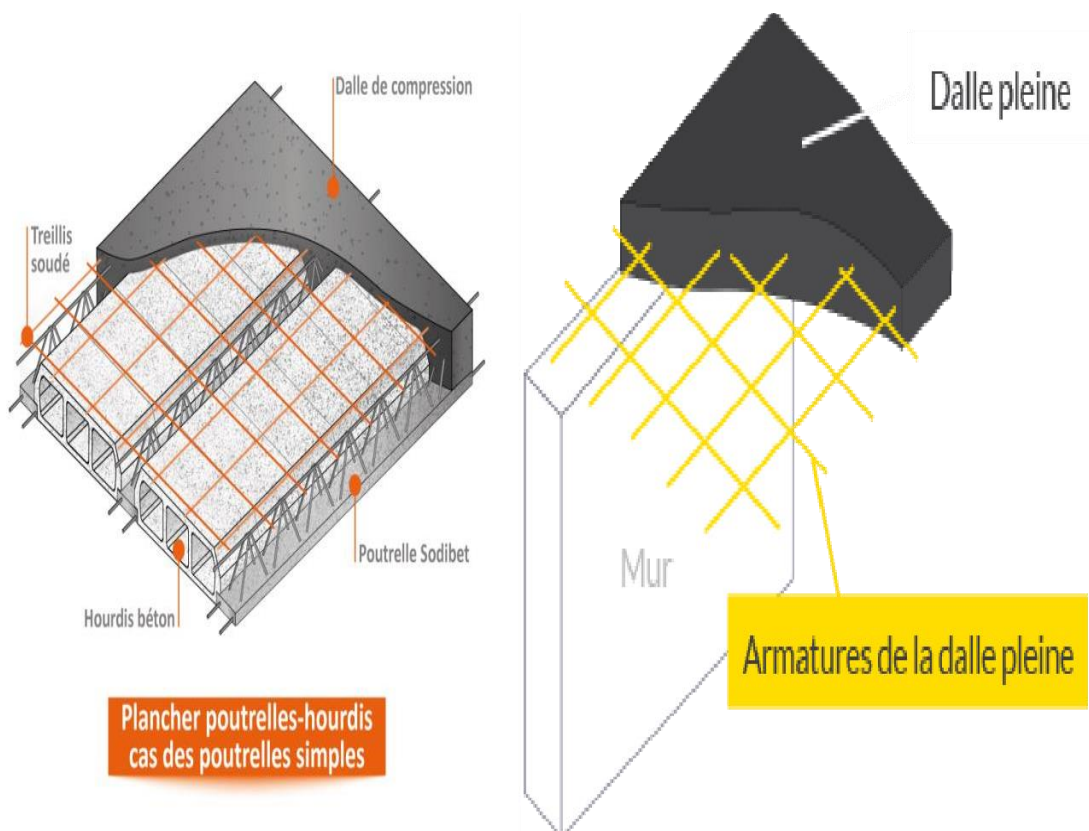 Dalle de compression
Treillis
soudé
Poutrelle Sodibet
Hourdis béton
Plancher poutrelles-hourdis
cas des poutrelles simples
Dalle pleine
Mur
Armatures de la dalle pleine